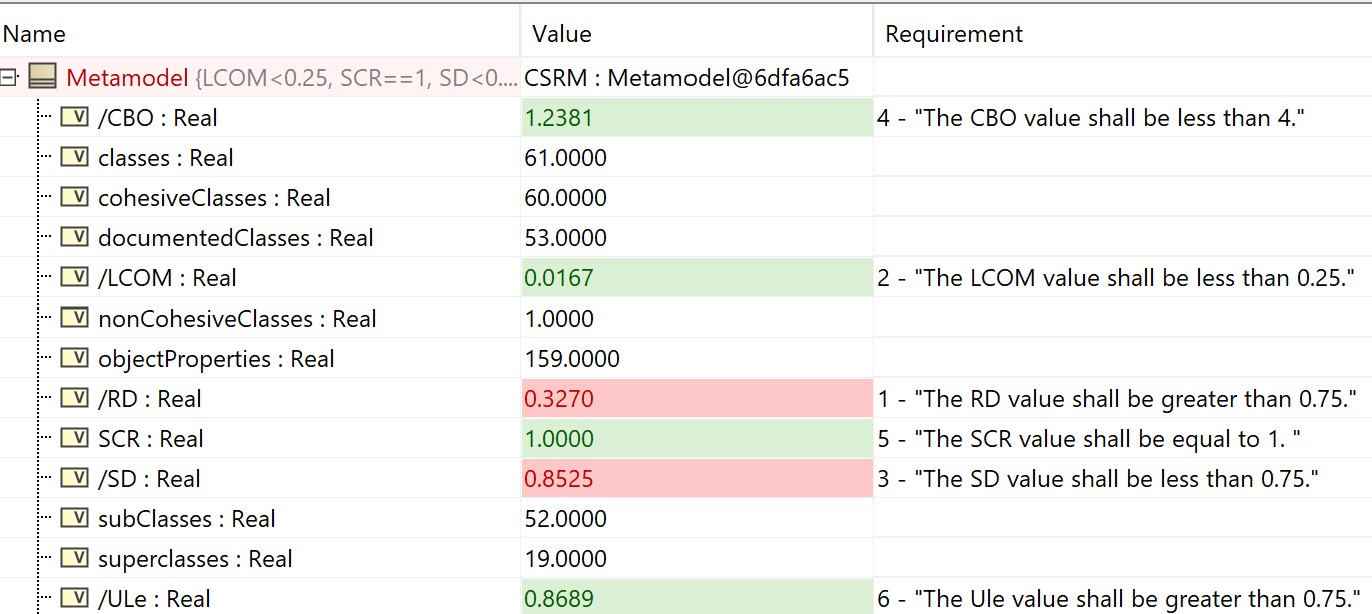 Name Value Requirement
Metamodel {LCOM<0.25, SCR==1, SD<0.... CSRM : Metamodel@6dfa6ac5
V /CBO : Real 1.2381 4 - "The CBO value shall be less than 4."
V classes : Real 61.0000
V cohesiveClasses : Real 60.0000
V documentedClasses : Real 53.0000
V /LCOM : Real 0.0167 2 - "The LCOM value shall be less than 0.25."
V nonCohesiveClasses : Real 1.0000
V objectProperties : Real 159.0000
V /RD : Real 0.3270 1 - "The RD value shall be greater than 0.75."
V SCR : Real 1.0000 5 - "The SCR value shall be equal to 1. "
V /SD : Real 0.8525 3 - "The SD value shall be less than 0.75."
V subClasses : Real 52.0000
V superclasses : Real 19.0000
V /ULe : Real 0.8689 6 - "The Ule value shall be greater than 0.75."